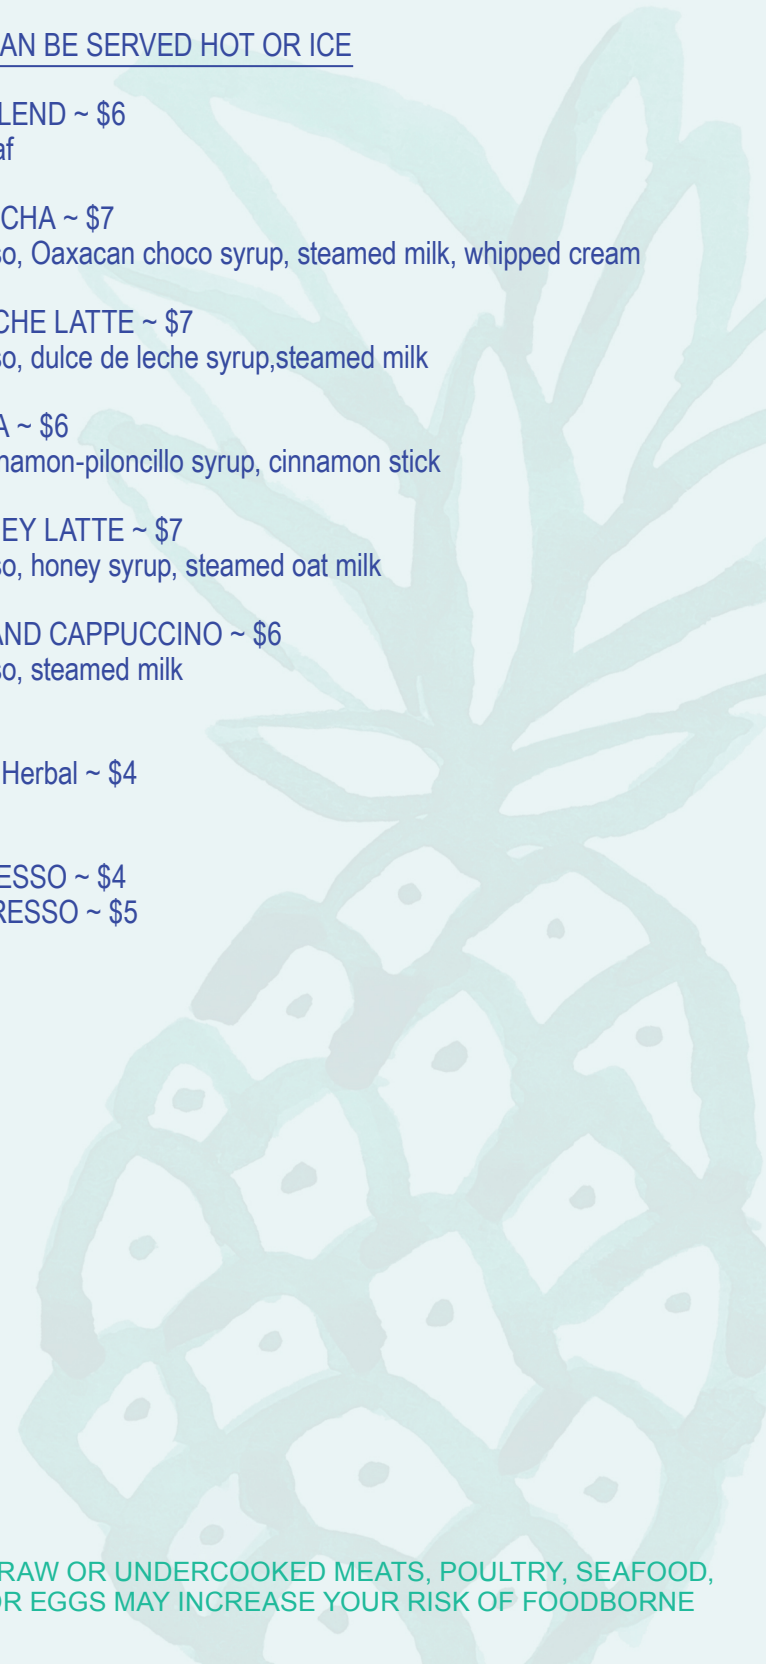 AN BE SERVED HOT OR ICE
LEND ~ $6
af
CHA ~ $7
so, Oaxacan choco syrup, steamed milk, whipped cream
CHE LATTE ~ $7
so, dulce de leche syrup,steamed milk
A ~ $6
namon-piloncillo syrup, cinnamon stick
EY LATTE ~ $7
so, honey syrup, steamed oat milk
AND CAPPUCCINO ~ $6
so, steamed milk
Herbal ~ $4
ESSO ~ $4
RESSO ~ $5
RAW OR UNDERCOOKED MEATS, POULTRY, SEAFOOD,
OR EGGS MAY INCREASE YOUR RISK OF FOODBORNE